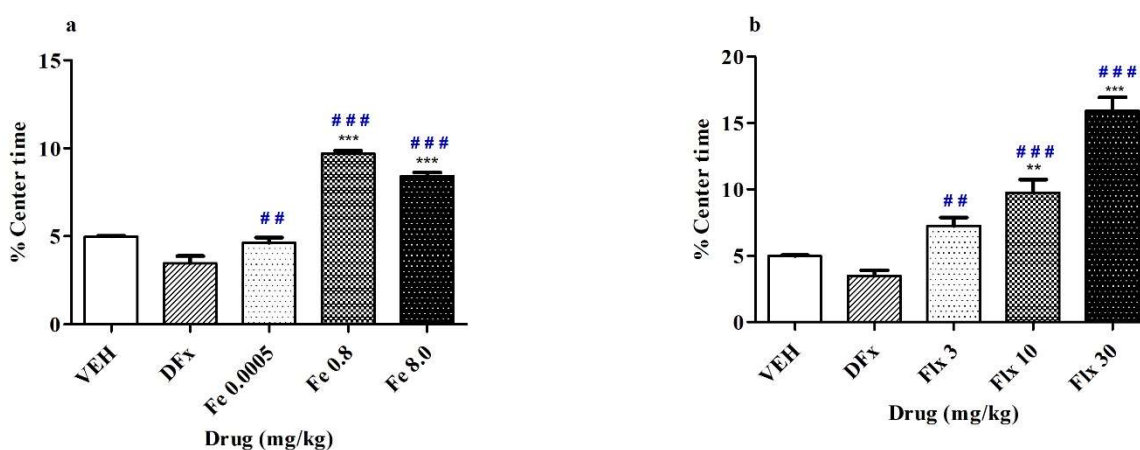 a
% Center time
15
10
5
0
# #
# # #
***
# # #
***
VEH
DFx
Fe 0.0005
Fe 0.8
Fe 8.0
Drug (mg/kg)
b
% Center time
20
15
10
5
0
# #
# # #
**
# # #
***
VEH
DFx
Flx 3
Flx 10
Flx 30
Drug (mg/kg)